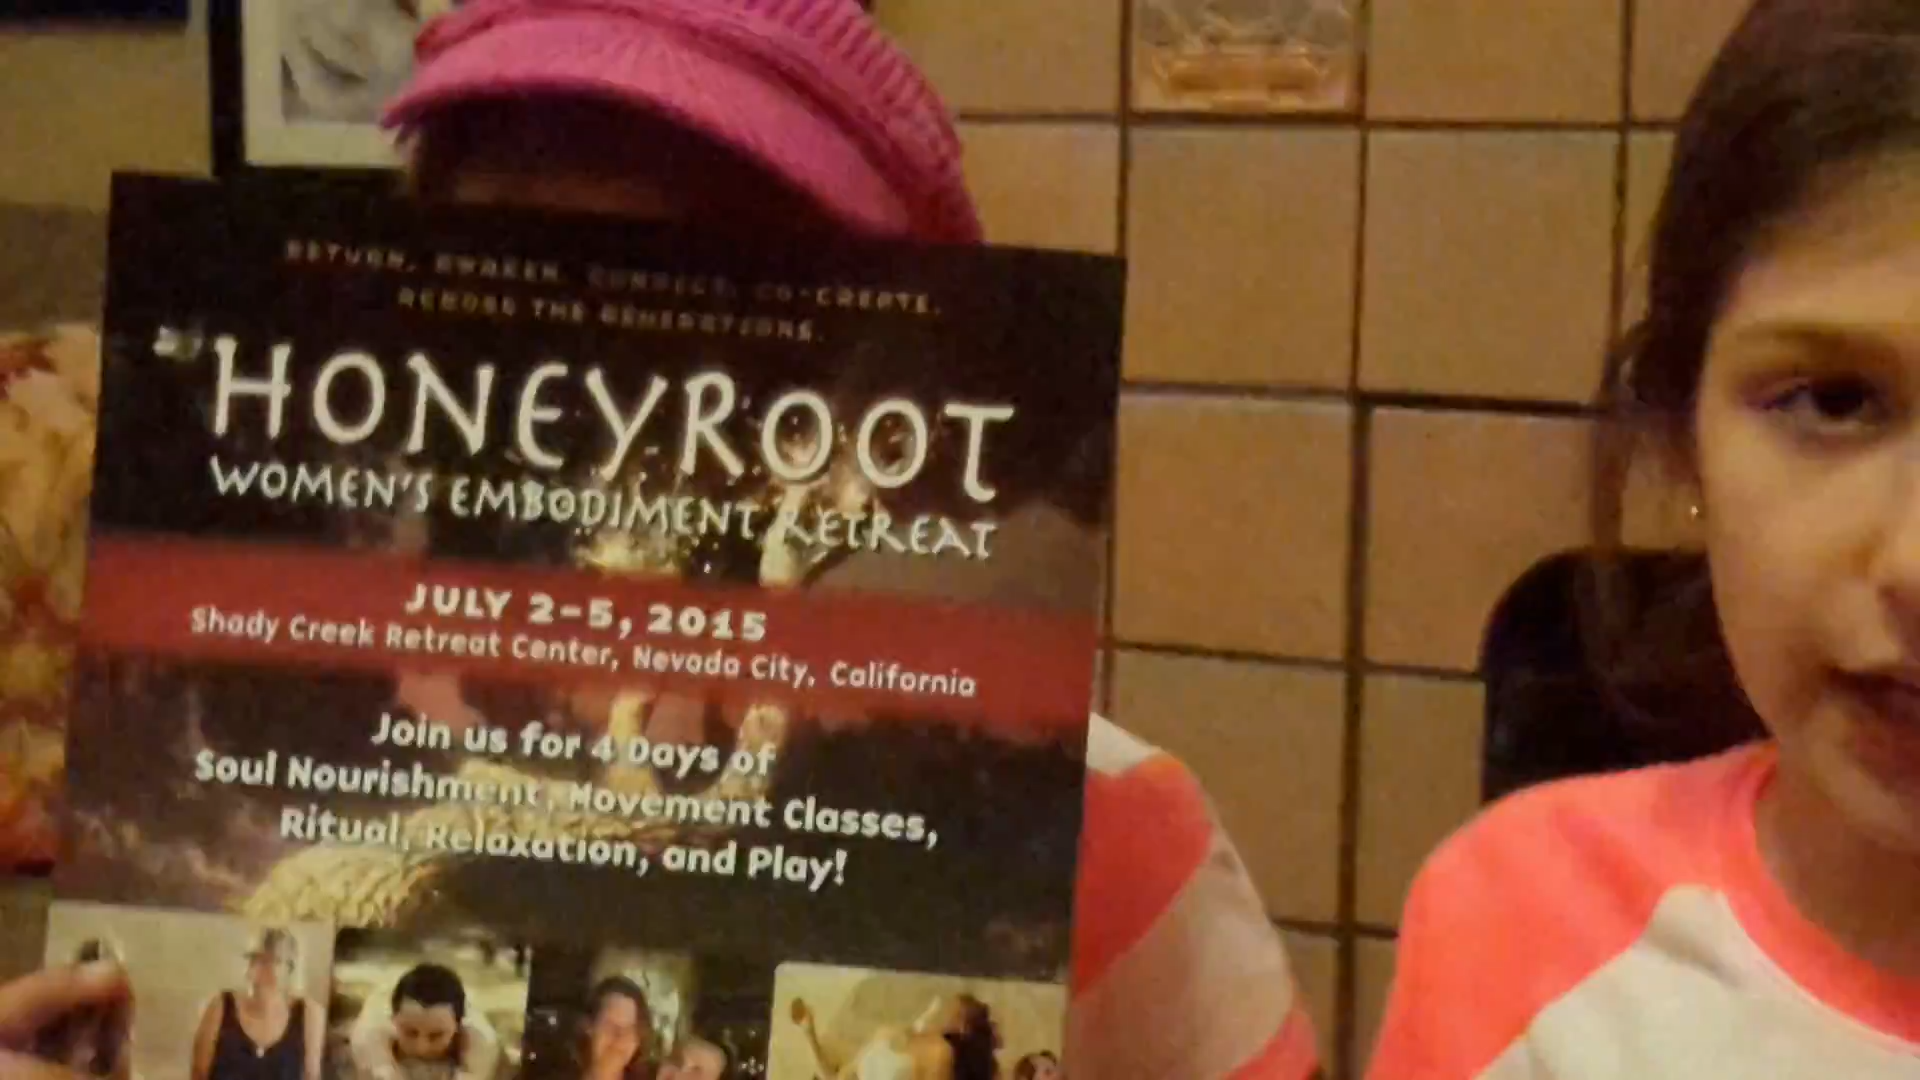 RETURN. AWAKEN. CONNECT. CO-CREATE.
THE GENERATIONS.
HONEYROOT
WOMEN'S EMBODIMENT RETREAT
JULY 2-5, 2015
Shady Creek Retreat Center, Nevada City, California
Join us for 4 Days of
Soul Nourishment, Movement Classes,
Ritual, Relaxation, and Play!